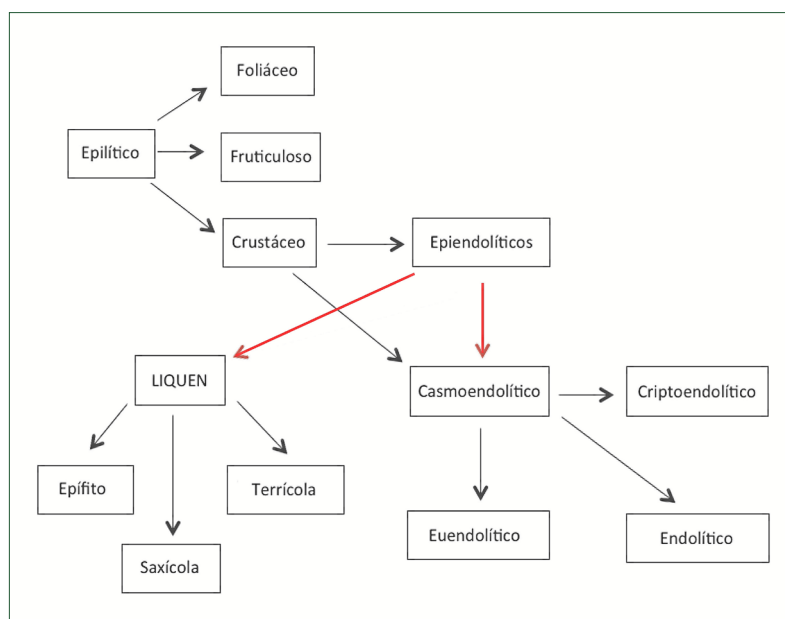 Foliáceo
Epilítico
Fruticuloso
Crustáceo
Epiendolíticos
LIQUEN
Casmoendolítico
Criptoendolítico
Epífito
Terrícola
Euendolítico
Endolítico
Saxícola